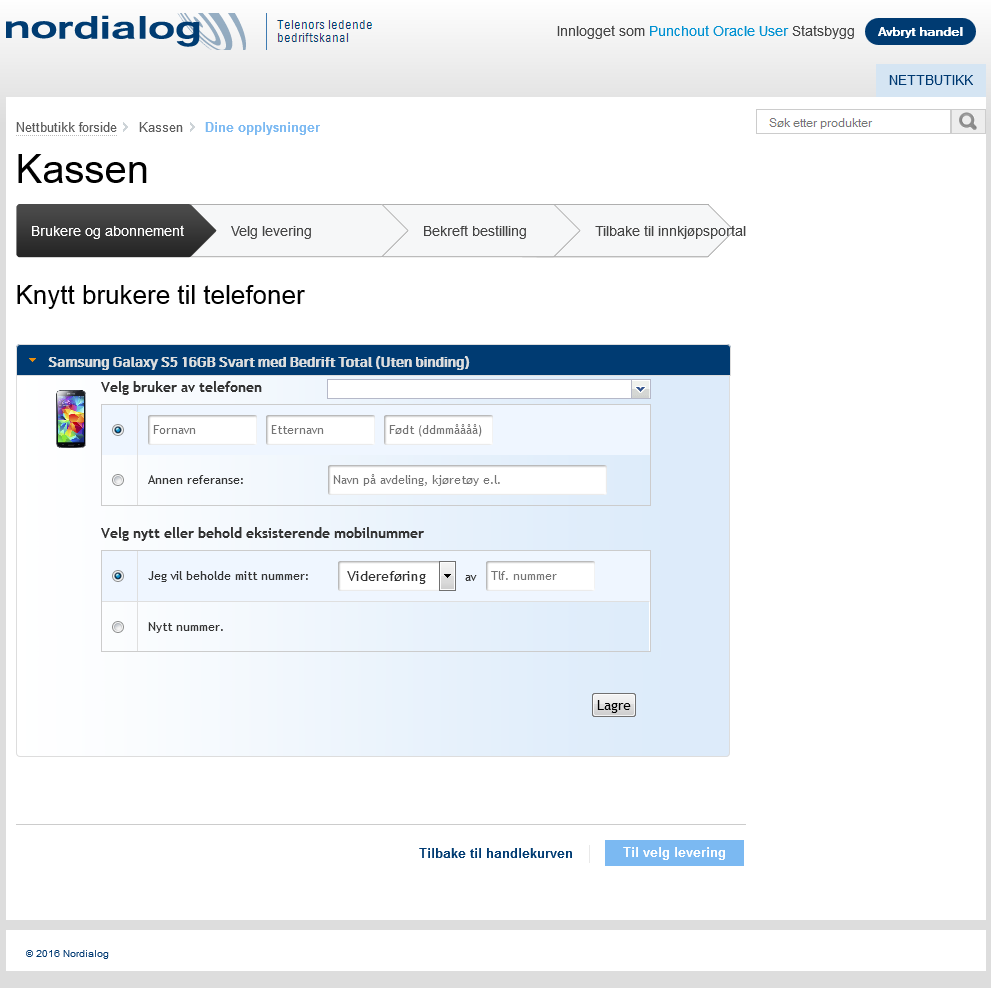 nordialog
Telenors ledende
bedriftskanal
Innlogget som Punchout Oracle User Statsbygg
Avbryt handel
NETTBUTIKK
Nettbutikk forside Kassen Dine opplysninger
Søk etter produkter
Kassen
Brukere og abonnement Velg levering Bekreft bestilling Tilbake til innkjøpsportal
Knytt brukere til telefoner
Samsung Galaxy S5 16GB Svart med Bedrift Total (Uten binding)
Velg bruker av telefonen
Fornavn Etternavn Født (ddmmåååå)
Annen referanse: Navn på avdeling, kjøretøy e.l.
Velg nytt eller behold eksisterende mobilnummer
Jeg vil beholde mitt nummer: Videreføring av Tlf. nummer
Nytt nummer.
Lagre
Tilbake til handlekurven Til velg levering
© 2016 Nordialog